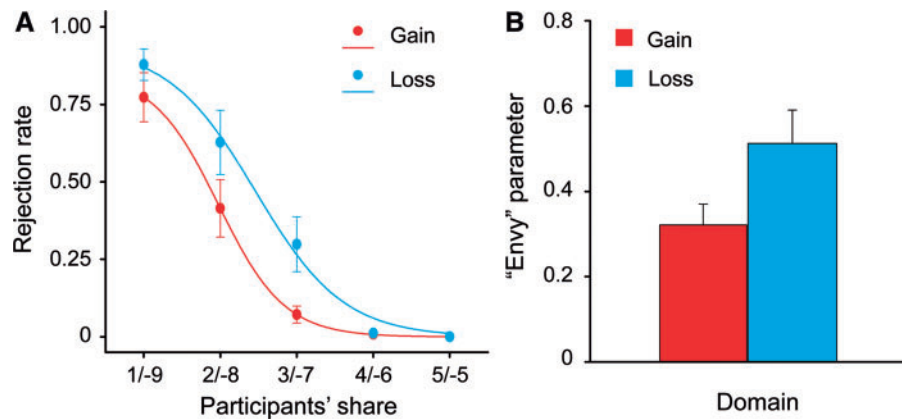 A
Rejection rate
1.00
0.75
0.50
0.25
0
Gain
Loss
1/-9 2/-8 3/-7 4/-6 5/-5
Participants' share
B
“Envy” parameter
0.8
0.6
0.4
0.2
0
Gain
Loss
Domain